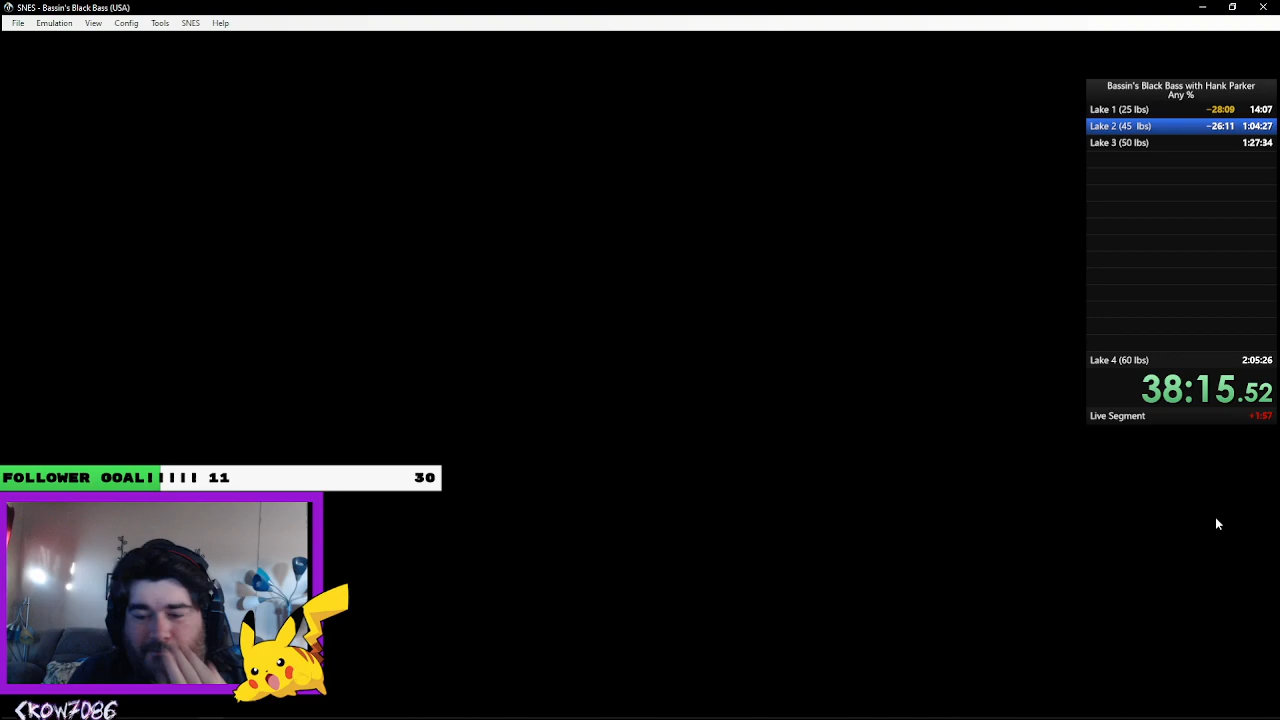 SNES - Bassin's Black Bass (USA)
File Emulation View Config Tools SNES Help
Bassin's Black Bass with Hank Parker
Any %
Lake 1 (25 lbs) −28:09 14:07
Lake 2 (45 lbs) −26:11 1:04:27
Lake 3 (50 lbs) 1:27:34
Lake 4 (60 lbs) 2:05:26
38:15.52
Live Segment +1:57
FOLLOWER GOAL!!!!! 11 30
CKOW7086